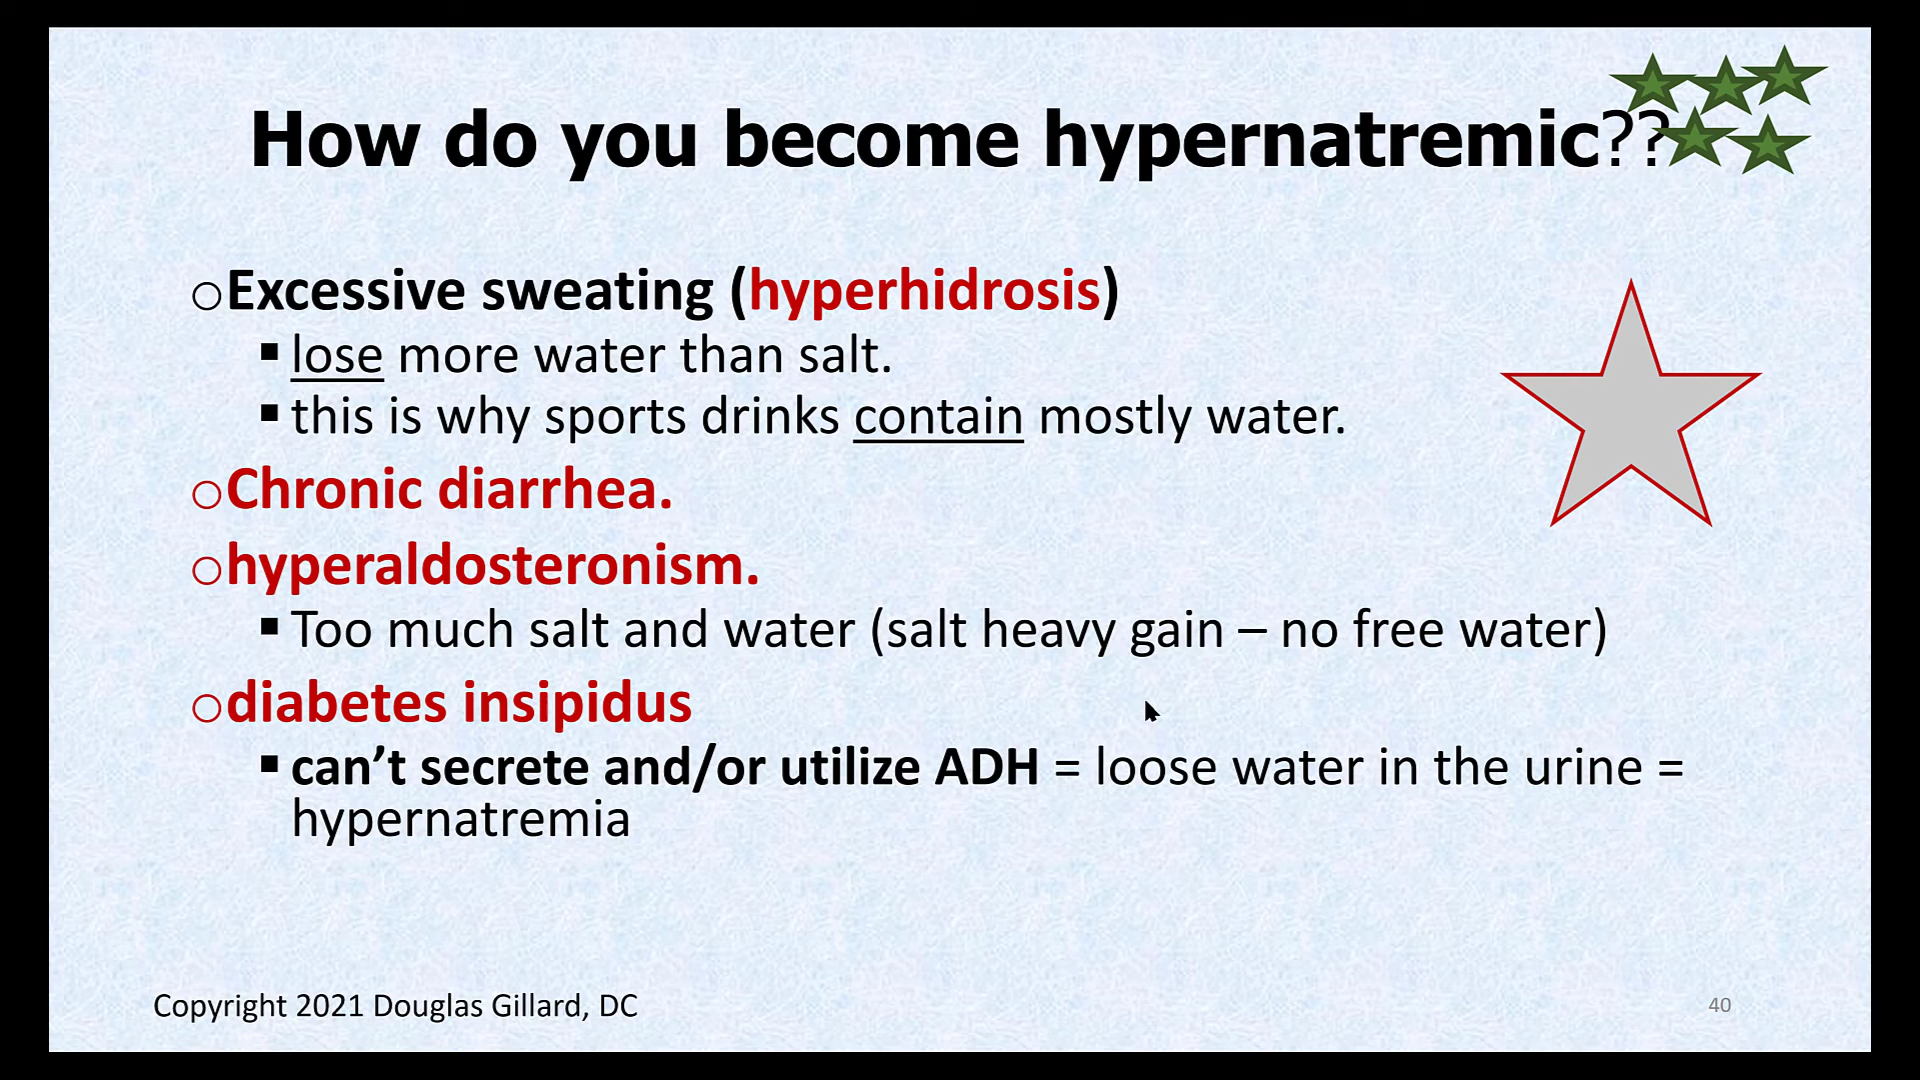 How do you become hypernatremic??
Excessive sweating (hyperhidrosis)
lose more water than salt.
this is why sports drinks contain mostly water.
Chronic diarrhea.
hyperaldosteronism.
Too much salt and water (salt heavy gain – no free water)
diabetes insipidus
can’t secrete and/or utilize ADH = loose water in the urine =
hypernatremia
Copyright 2021 Douglas Gillard, DC
40